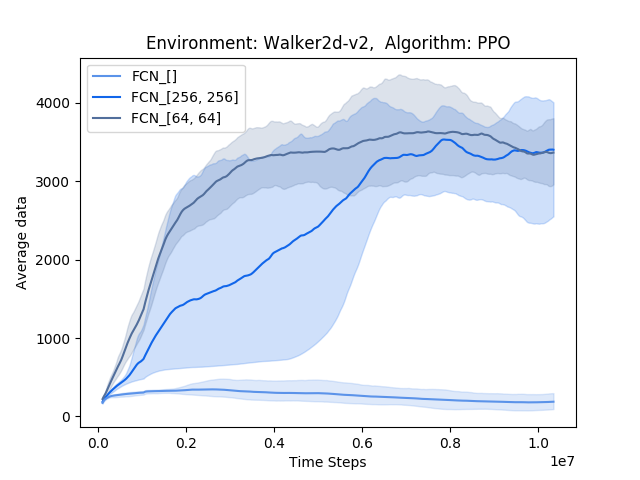 Environment: Walker2d-v2,  Algorithm: PPO
FCN_[]
FCN_[256, 256]
FCN_[64, 64]
Average data
4000
3000
2000
1000
0
0.0
0.2
0.4
0.6
0.8
1.0
1e7
Time Steps